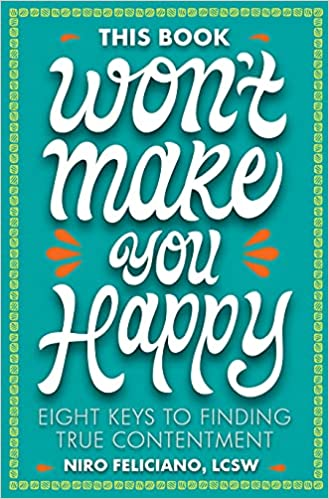 THIS BOOK
won't
make
you
Happy
EIGHT KEYS TO FINDING
TRUE CONTENTMENT
NIRO FELICIANO, LCSW